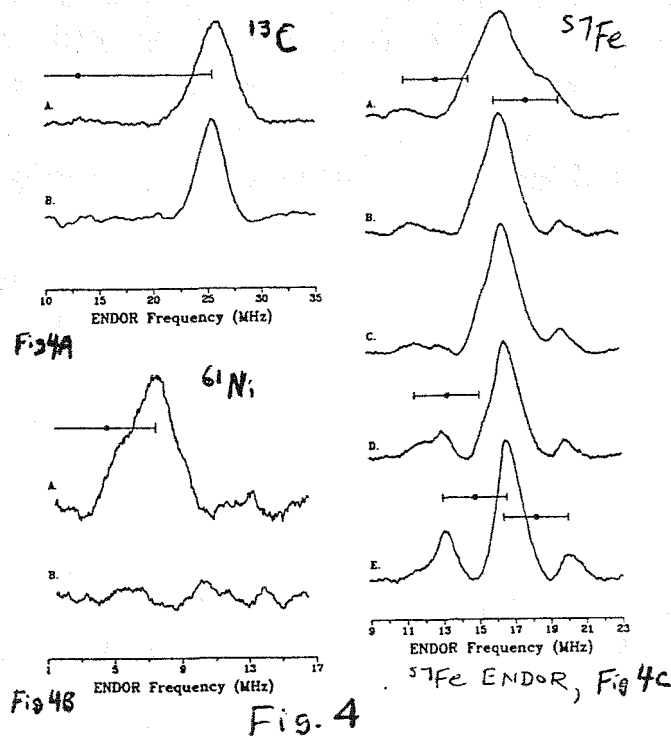 ¹³C
A.
B.
10 15 20 25 30 35
ENDOR Frequency (MHz)
Fig4A
⁶¹Ni
A.
B.
1 5 9 13 17
ENDOR Frequency (MHz)
Fig4B
⁵⁷Fe
A.
B.
C.
D.
E.
9 11 13 15 17 19 21 23
ENDOR Frequency (MHz)
⁵⁷Fe ENDOR, Fig 4C
Fig. 4